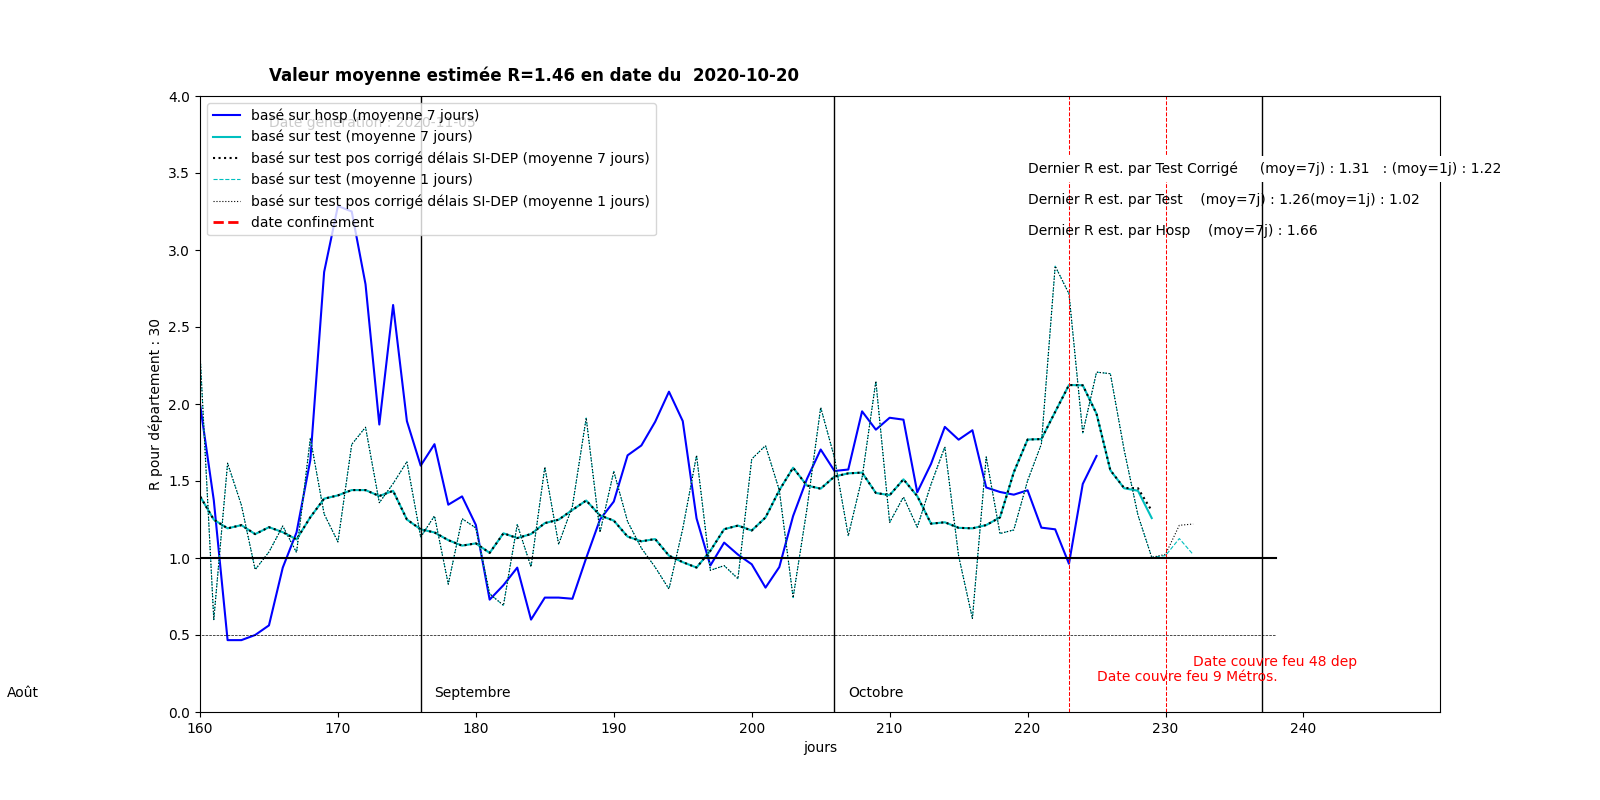 Valeur moyenne estimée R=1.46 en date du  2020-10-20
Date génération : 2020-11-05
basé sur hosp (moyenne 7 jours)
basé sur test (moyenne 7 jours)
basé sur test pos corrigé délais SI-DEP (moyenne 7 jours)
basé sur test (moyenne 1 jours)
basé sur test pos corrigé délais SI-DEP (moyenne 1 jours)
date confinement
Dernier R est. par Test Corrigé     (moy=7j) : 1.31   : (moy=1j) : 1.22
Dernier R est. par Test    (moy=7j) : 1.26(moy=1j) : 1.02
Dernier R est. par Hosp    (moy=7j) : 1.66
R pour département : 30
4.0
3.5
3.0
2.5
2.0
1.5
1.0
0.5
0.0
Date couvre feu 48 dep
Date couvre feu 9 Métros.
Août
Septembre
Octobre
160 170 180 190 200 210 220 230 240
jours